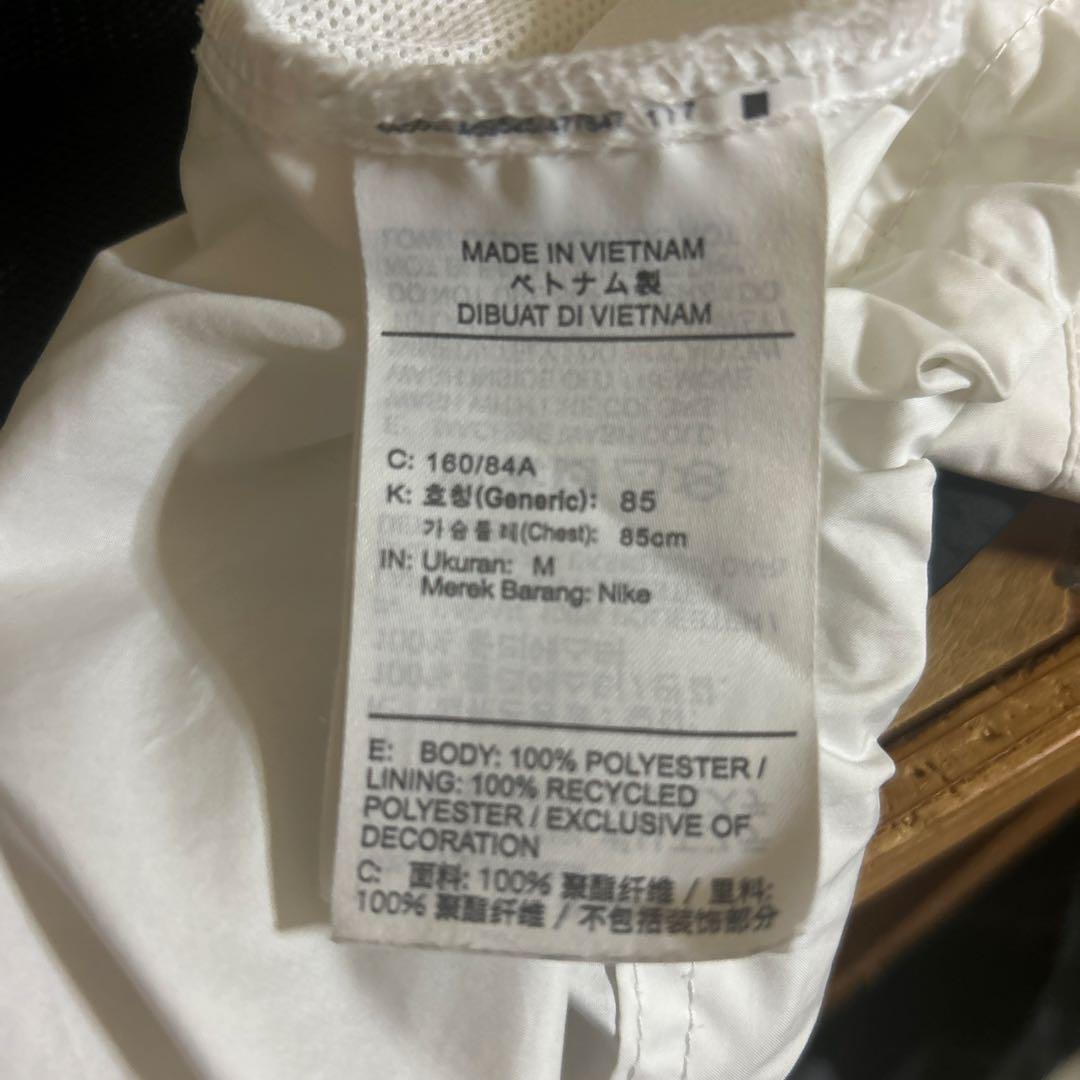 MADE IN VIETNAM
ベトナム製
DIBUAT DI VIETNAM
C: 160/84A
K: 호칭(Generic): 85
가슴둘레(Chest): 85cm
IN: Ukuran: M
Merek Barang: Nike
E: BODY: 100% POLYESTER /
LINING: 100% RECYCLED
POLYESTER / EXCLUSIVE OF
DECORATION
C: 面料: 100% 聚酯纤维 / 里料:
100% 聚酯纤维 / 不包括装饰部分